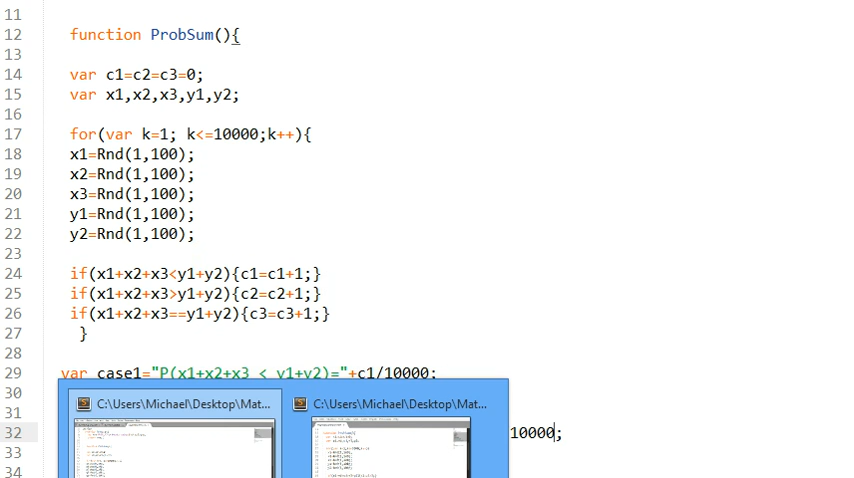 11
12 function ProbSum(){
13
14 var c1=c2=c3=0;
15 var x1,x2,x3,y1,y2;
16
17 for(var k=1; k<=10000;k++){
18 x1=Rnd(1,100);
19 x2=Rnd(1,100);
20 x3=Rnd(1,100);
21 y1=Rnd(1,100);
22 y2=Rnd(1,100);
23
24 if(x1+x2+x3<y1+y2){c1=c1+1;}
25 if(x1+x2+x3>y1+y2){c2=c2+1;}
26 if(x1+x2+x3==y1+y2){c3=c3+1;}
27 }
28
29 var case1="P(x1+x2+x3 < y1+y2)="+c1/10000;
30
C:\Users\Michael\Desktop\Mat... C:\Users\Michael\Desktop\Mat...
31
32 10000;
33
34